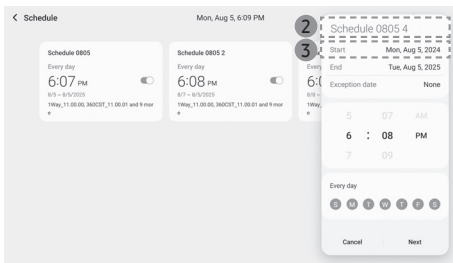 Schedule
Mon, Aug 5, 6:09 PM
Schedule 0805
Every day
6:07 PM
8/5 ~ 8/5/2025
1Way_11.00.00, 360CST_11.00.01 and 9 mor
e
Schedule 0805 2
Every day
6:08 PM
8/7 ~ 8/5/2025
1Way_11.00.00, 360CST_11.00.01 and 9 mor
e
Every
6:0
8/8 ~
1Way_
e
2
Schedule 0805 4
3
Start Mon, Aug 5, 2024
End Tue, Aug 5, 2025
Exception date None
5 07 AM
6 : 08 PM
7 09
Every day
S M T W T F S
Cancel Next